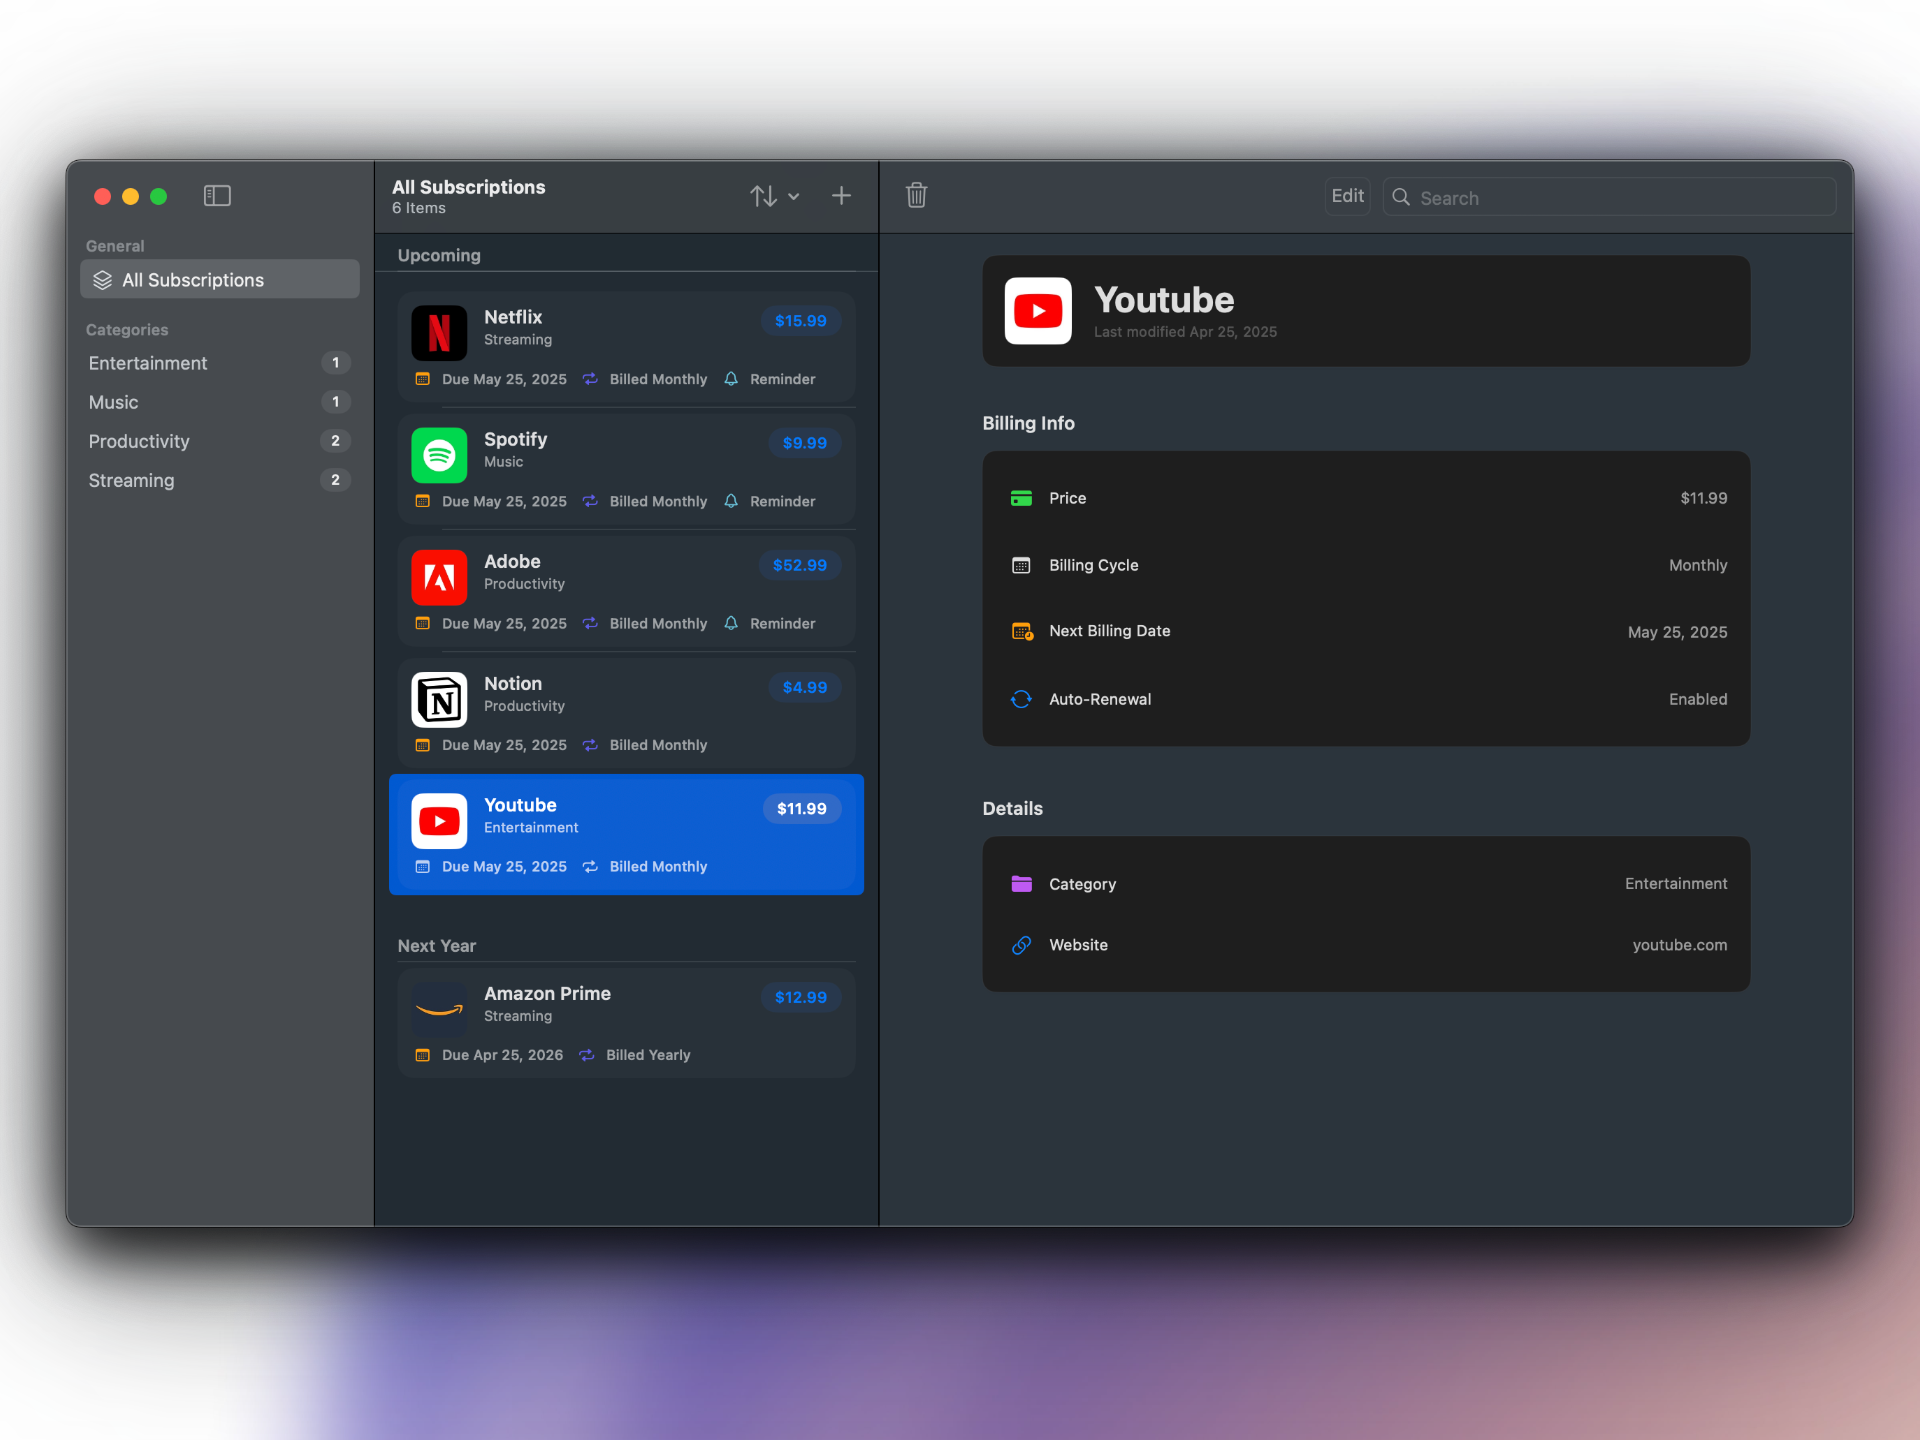 General
All Subscriptions
Categories
Entertainment 1
Music 1
Productivity 2
Streaming 2
All Subscriptions
6 Items
Upcoming
Netflix $15.99
Streaming
Due May 25, 2025 Billed Monthly Reminder
Spotify $9.99
Music
Due May 25, 2025 Billed Monthly Reminder
Adobe $52.99
Productivity
Due May 25, 2025 Billed Monthly Reminder
Notion $4.99
Productivity
Due May 25, 2025 Billed Monthly
Youtube $11.99
Entertainment
Due May 25, 2025 Billed Monthly
Next Year
Amazon Prime $12.99
Streaming
Due Apr 25, 2026 Billed Yearly
Edit Search
Youtube
Last modified Apr 25, 2025
Billing Info
Price $11.99
Billing Cycle Monthly
Next Billing Date May 25, 2025
Auto-Renewal Enabled
Details
Category Entertainment
Website youtube.com